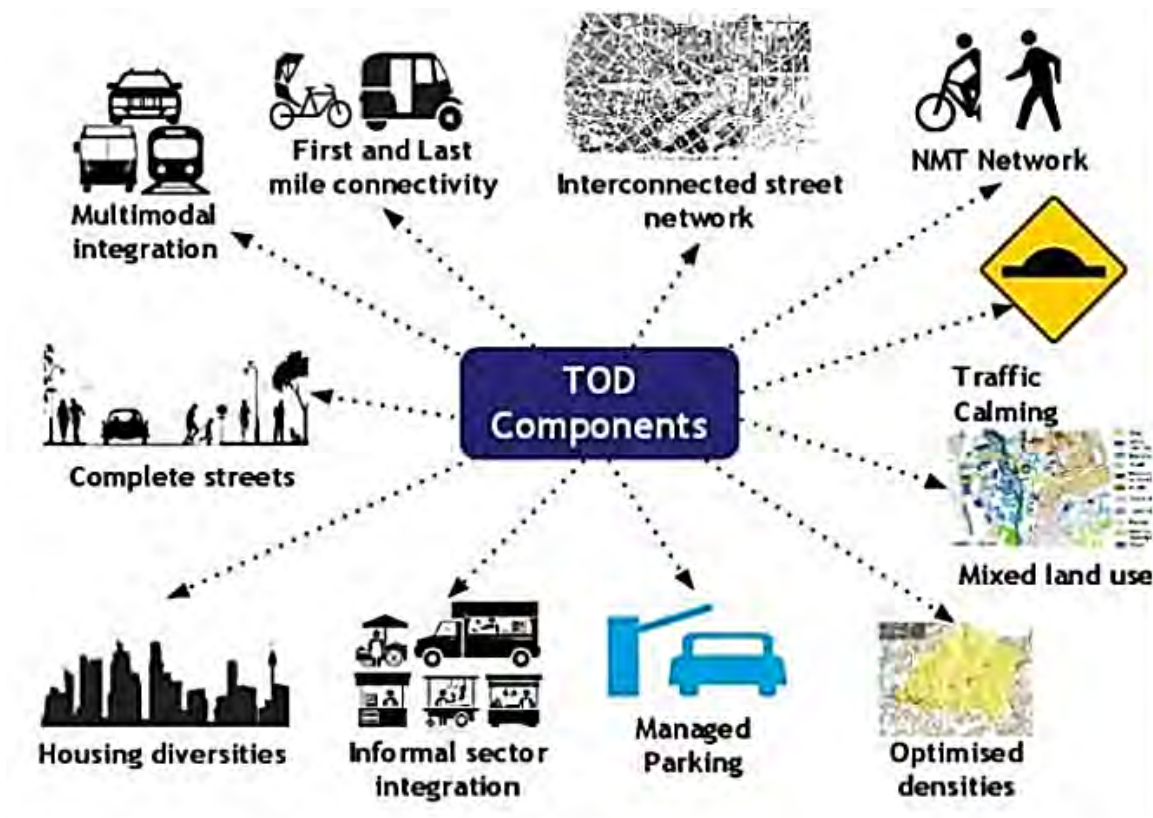 First and Last
mile connectivity
Multimodal
integration
Interconnected street
network
NMT Network
TOD
Components
Traffic
Calming
Complete streets
Mixed land use
Housing diversities
Informal sector
integration
Managed
Parking
Optimised
densities